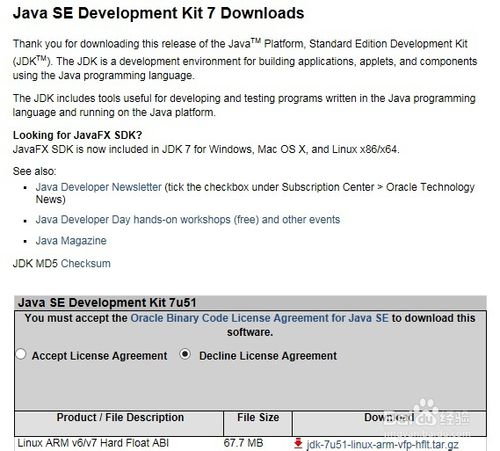 Java SE Development Kit 7 Downloads
Thank you for downloading this release of the Java™ Platform, Standard Edition Development Kit
(JDK™). The JDK is a development environment for building applications, applets, and components
using the Java programming language.
The JDK includes tools useful for developing and testing programs written in the Java programming
language and running on the Java platform.
Looking for JavaFX SDK?
JavaFX SDK is now included in JDK 7 for Windows, Mac OS X, and Linux x86/x64.
See also:
Java Developer Newsletter (tick the checkbox under Subscription Center > Oracle Technology
News)
Java Developer Day hands-on workshops (free) and other events
Java Magazine
JDK MD5 Checksum
Java SE Development Kit 7u51
You must accept the Oracle Binary Code License Agreement for Java SE to download this
software.
Accept License Agreement Decline License Agreement
Product / File Description File Size Download
Linux ARM v6/v7 Hard Float ABI 67.7 MB jdk-7u51-linux-arm-vfp-hflt.tar.gz